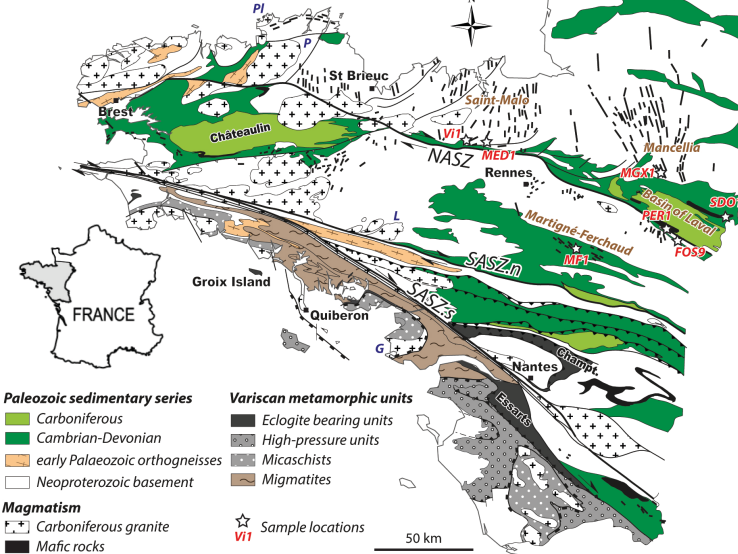 Pl
P
St Brieuc
Saint-Malo
Brest
Châteaulin
Vi1
MED1
NASZ
Mancellia
Rennes
MGX1
Basin of Laval
SDO
PER1
L
Martigné-Ferchaud
MF1
FOS9
SASZ.n
Groix Island
SASZ.s
FRANCE
Quiberon
G
Champt.
Nantes
Essarts
Paleozoic sedimentary series
Carboniferous
Cambrian-Devonian
early Palaeozoic orthogneisses
Neoproterozoic basement
Magmatism
Carboniferous granite
Mafic rocks
Variscan metamorphic units
Eclogite bearing units
High-pressure units
Micaschists
Migmatites
Sample locations
Vi1
50 km